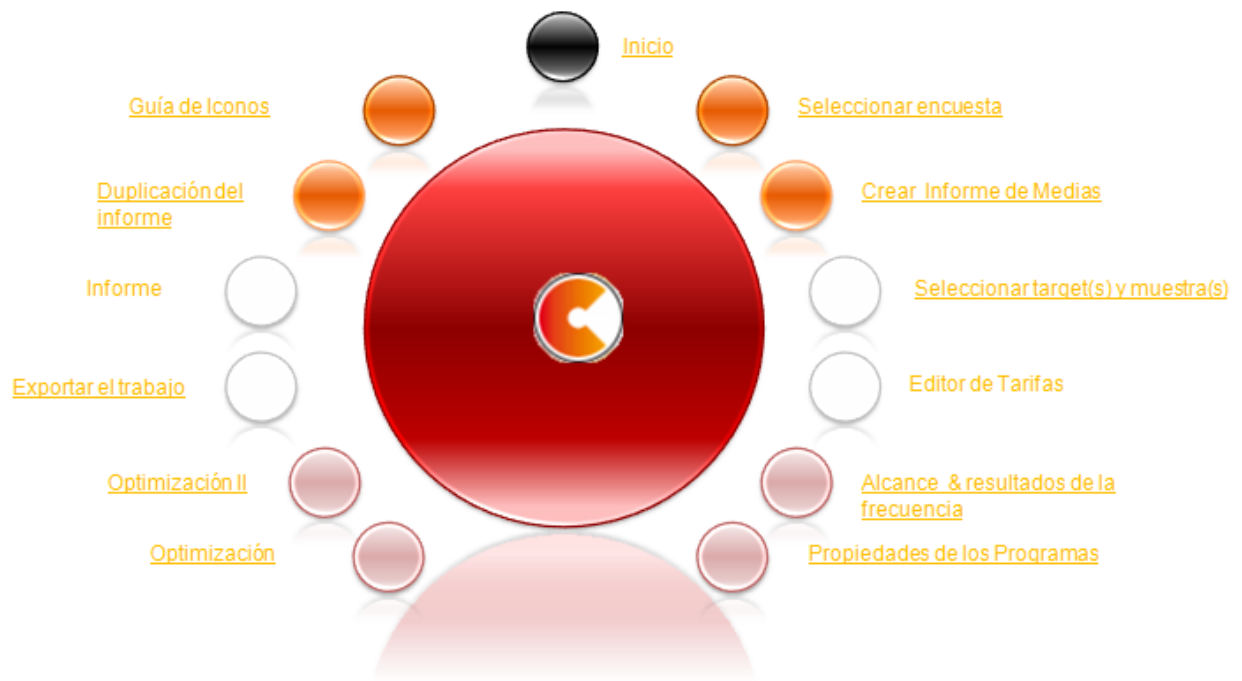 Inicio
Guía de Iconos
Seleccionar encuesta
Duplicación del
informe
Crear Informe de Medias
Informe
Seleccionar target(s) y muestra(s)
Exportar el trabajo
Editor de Tarifas
Optimización II
Alcance & resultados de la
frecuencia
Optimización
Propiedades de los Programas